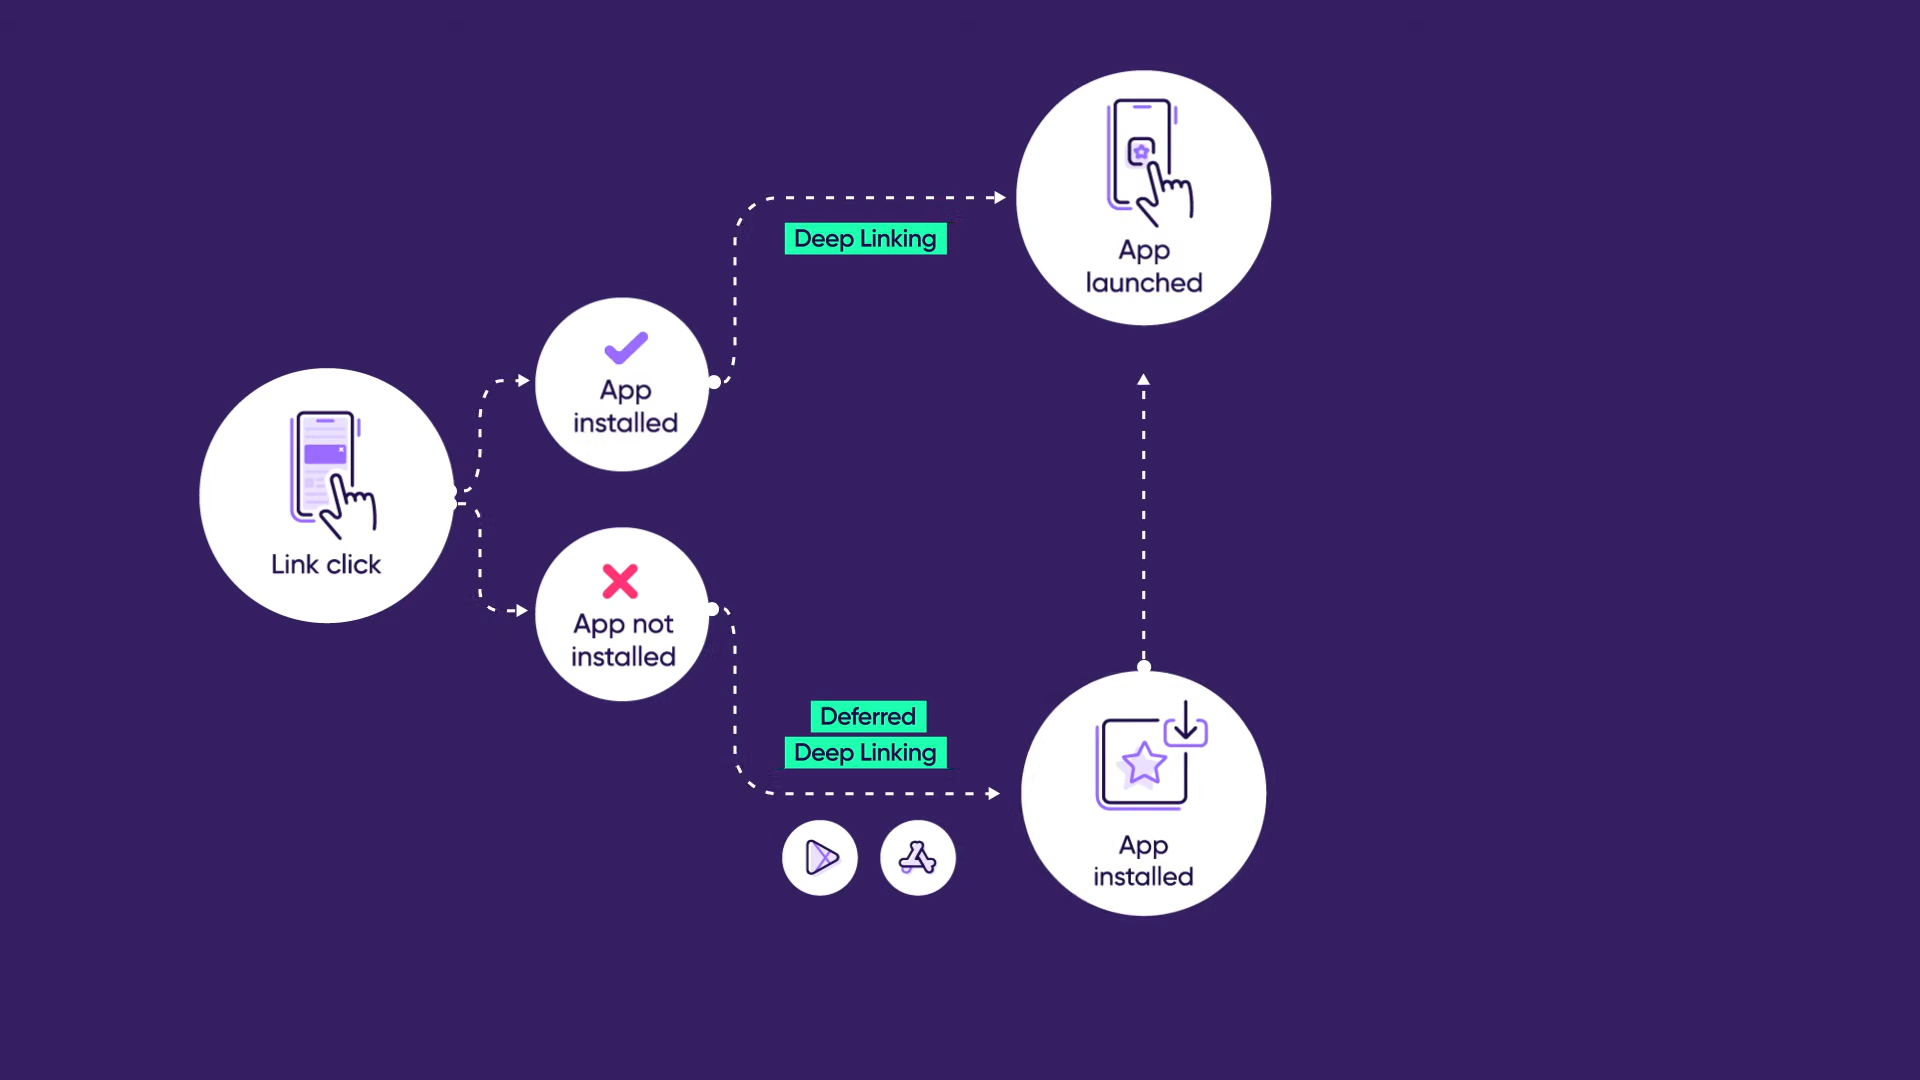 Link click
App
installed
App not
installed
Deep Linking
App
launched
Deferred
Deep Linking
App
installed